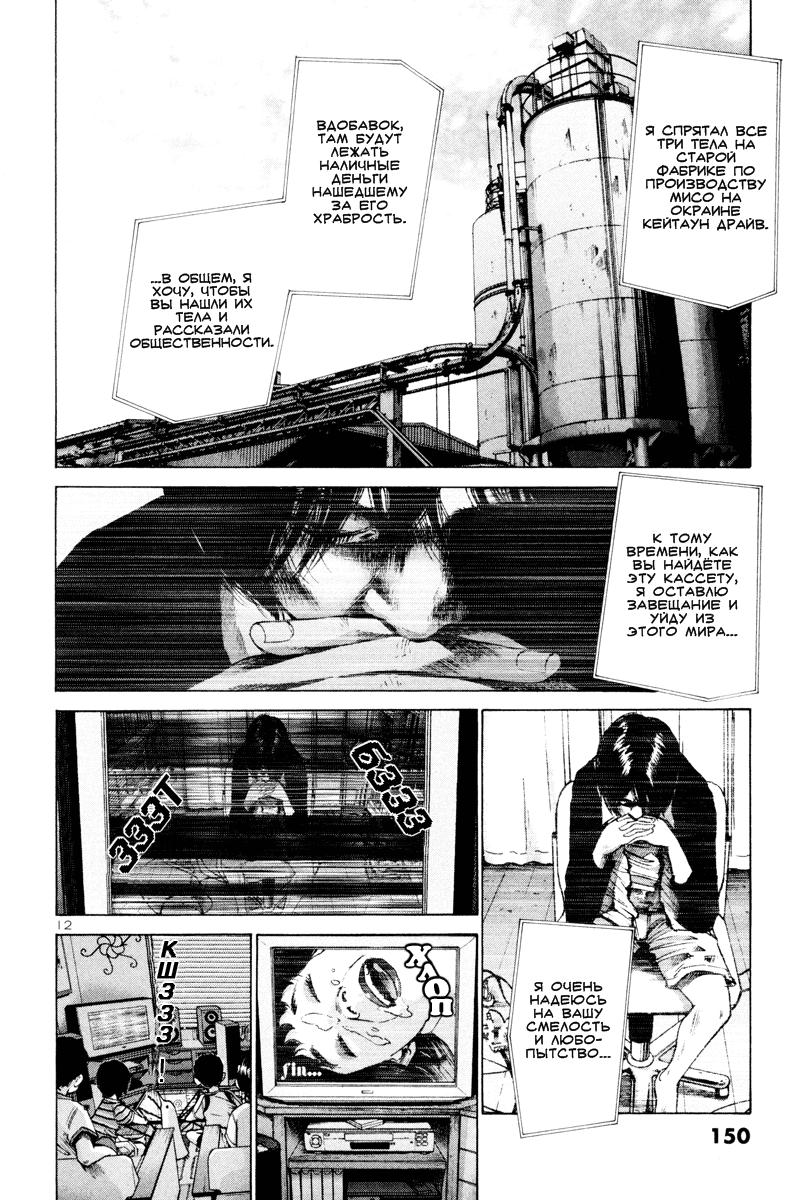 Я СПРЯТАЛ ВСЕ
ТРИ ТЕЛА НА
СТАРОЙ
ФАБРИКЕ ПО
ПРОИЗВОДСТВУ
МИСО НА
ОКРАИНЕ
КЕЙТАУН ДРАЙВ.
ВДОБАВОК,
ТАМ БУДУТ
ЛЕЖАТЬ
НАЛИЧНЫЕ
ДЕНЬГИ
НАШЕДШЕМУ
ЗА ЕГО
ХРАБРОСТЬ.
...В ОБЩЕМ, Я
ХОЧУ, ЧТОБЫ
ВЫ НАШЛИ ИХ
ТЕЛА И
РАССКАЗАЛИ
ОБЩЕСТВЕННОСТИ.
К ТОМУ
ВРЕМЕНИ, КАК
ВЫ НАЙДЁТЕ
ЭТУ КАССЕТУ,
Я ОСТАВЛЮ
ЗАВЕЩАНИЕ И
УЙДУ ИЗ
ЭТОГО МИРА...
БЗЗЗ
ЗЗЗТ
Я ОЧЕНЬ
НАДЕЮСЬ
НА ВАШУ
СМЕЛОСТЬ
И ЛЮБО-
ПЫТСТВО...
12
КШЗЗЗ!
ХЛОП
fin...
150